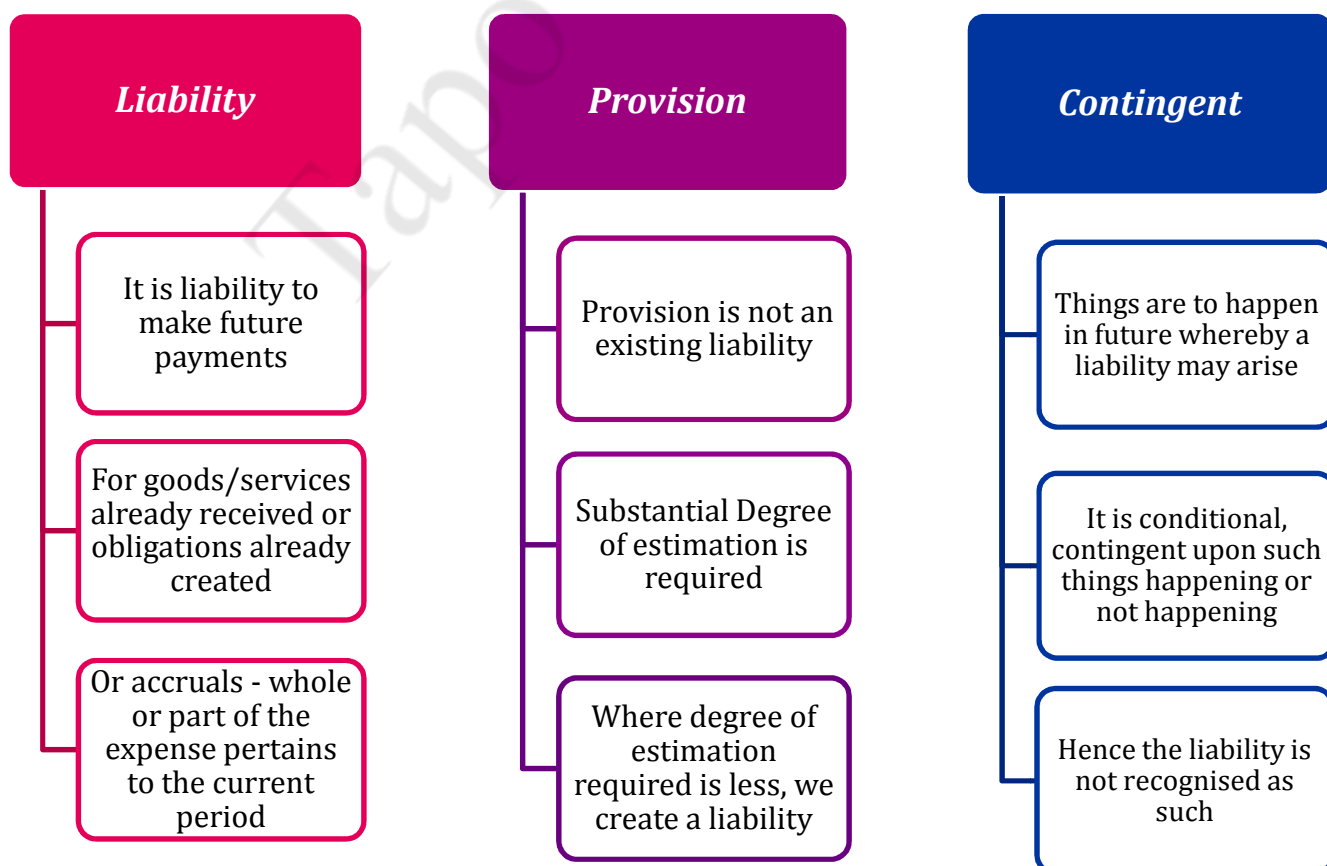 Liability
It is liability to
make future
payments
For goods/services
already received or
obligations already
created
Or accruals - whole
or part of the
expense pertains
to the current
period
Provision
Provision is not an
existing liability
Substantial Degree
of estimation is
required
Where degree of
estimation
required is less, we
create a liability
Contingent
Things are to happen
in future whereby a
liability may arise
It is conditional,
contingent upon such
things happening or
not happening
Hence the liability is
not recognised as
such
Tapo